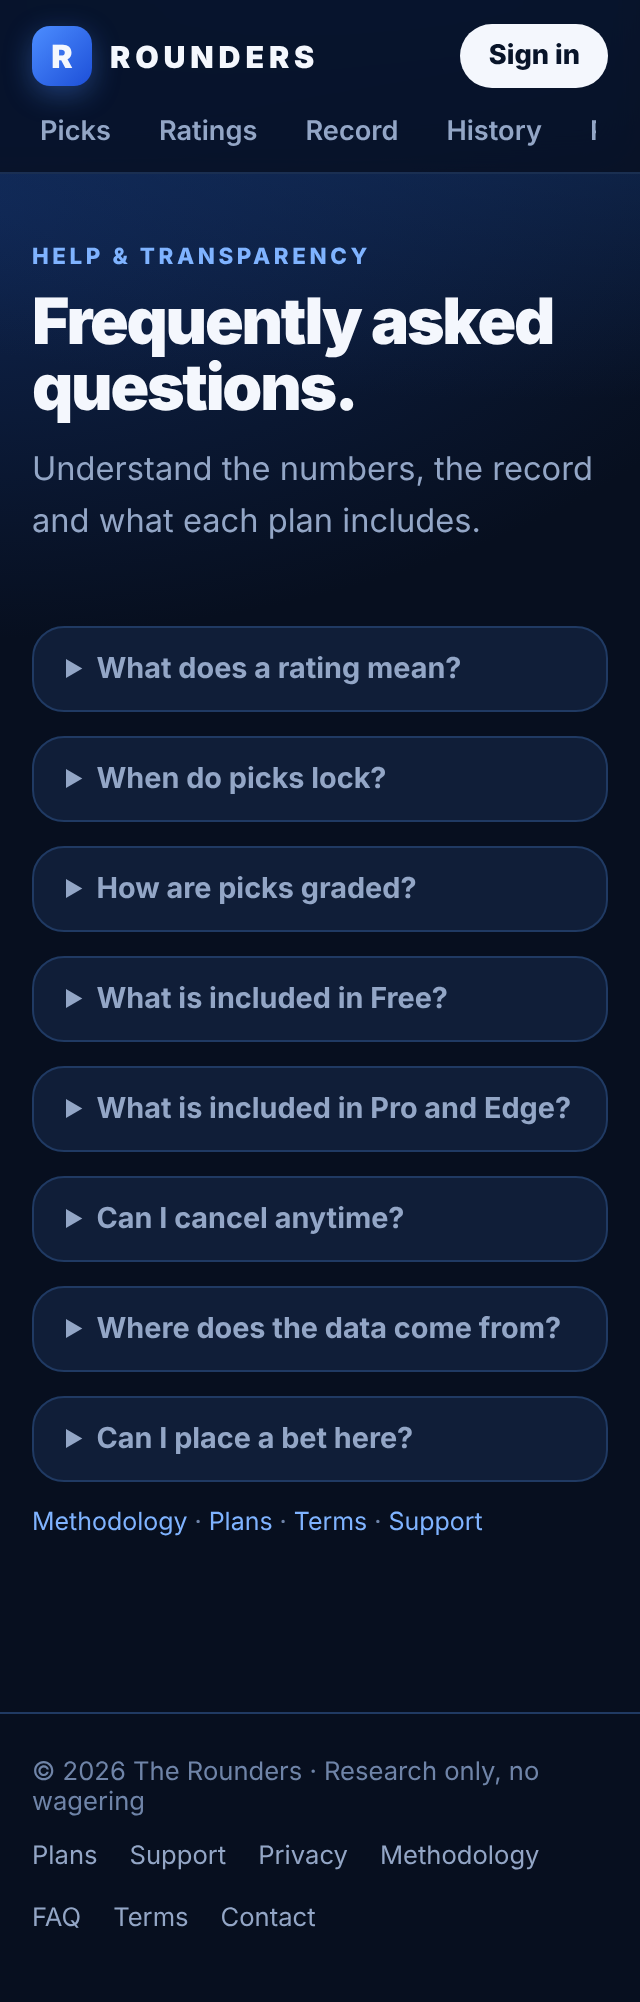 R ROUNDERS
Sign in
Picks Ratings Record History
HELP & TRANSPARENCY
Frequently asked
questions.
Understand the numbers, the record
and what each plan includes.
What does a rating mean?
When do picks lock?
How are picks graded?
What is included in Free?
What is included in Pro and Edge?
Can I cancel anytime?
Where does the data come from?
Can I place a bet here?
Methodology · Plans · Terms · Support
© 2026 The Rounders · Research only, no
wagering
Plans Support Privacy Methodology
FAQ Terms Contact